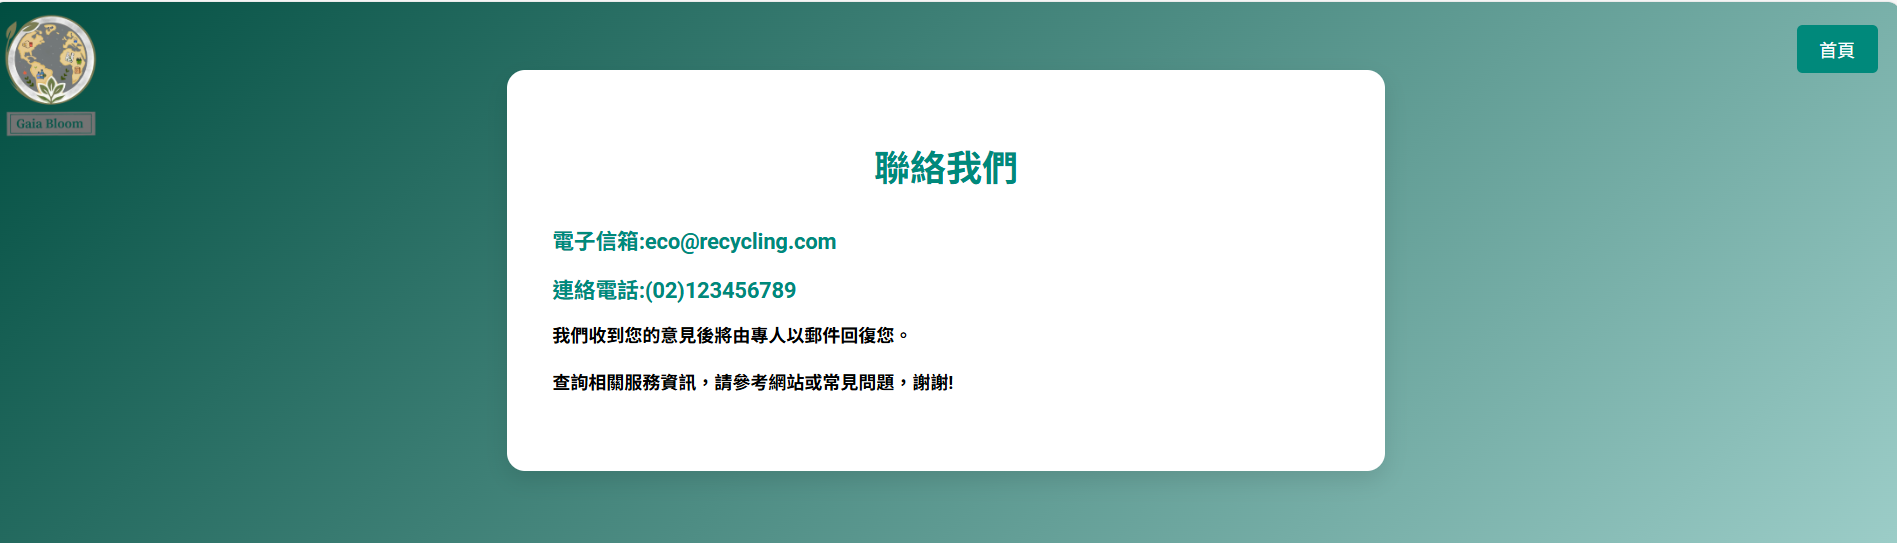 Gaia Bloom
首頁
聯絡我們
電子信箱:eco@recycling.com
連絡電話:(02)123456789
我們收到您的意見後將由專人以郵件回復您。
查詢相關服務資訊，請參考網站或常見問題，謝謝!